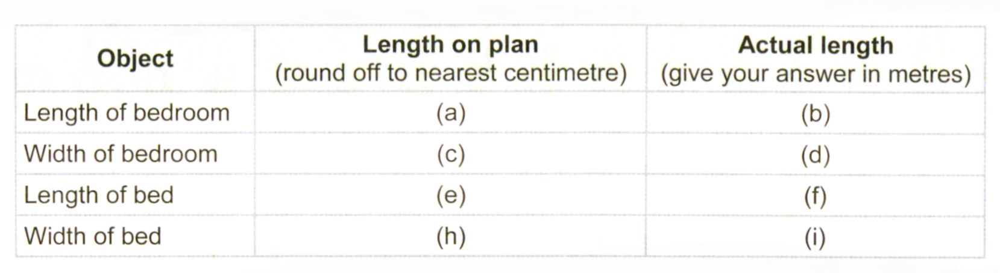 Object
Length on plan
(round off to nearest centimetre)
Actual length
(give your answer in metres)
Length of bedroom
(a)
(b)
Width of bedroom
(c)
(d)
Length of bed
(e)
(f)
Width of bed
(h)
(i)